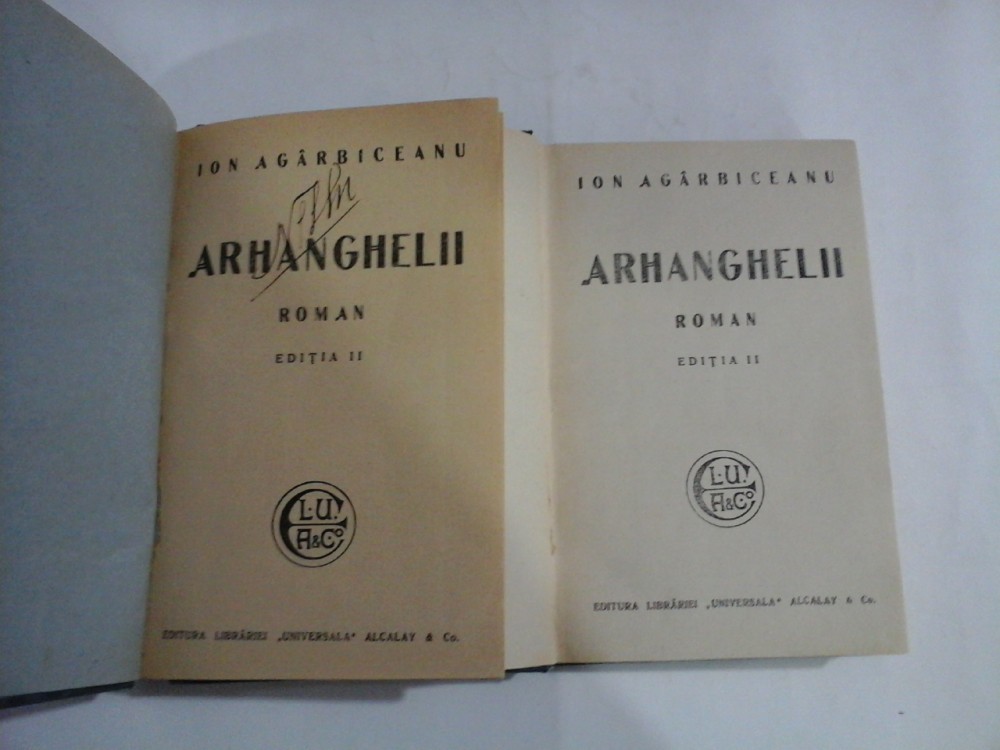 ION AGÂRBICEANU
ARHANGHELII
ROMAN
EDIȚIA II
L.U.
A&Cº
EDITURA LIBRĂRIEI „UNIVERSALA" ALCALAY & Co.
ION AGÂRBICEANU
ARHANGHELII
ROMAN
EDIȚIA II
L.U.
A&Cº
EDITURA LIBRĂRIEI „UNIVERSALA" ALCALAY & Co.